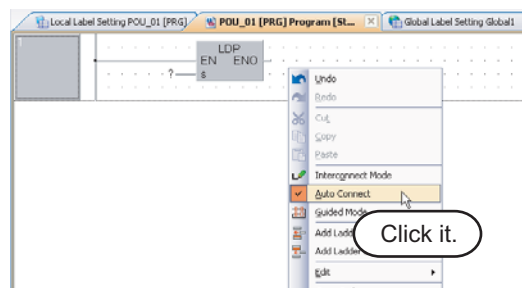 Local Label Setting POU_01 [PRG]
POU_01 [PRG] Program [St...
Global Label Setting Global1
1
LDP
EN ENO
? s
Undo
Redo
Cut
Copy
Paste
Interconnect Mode
Auto Connect
Guided Mode
Add Ladd
Add Ladder
Click it.
Edit